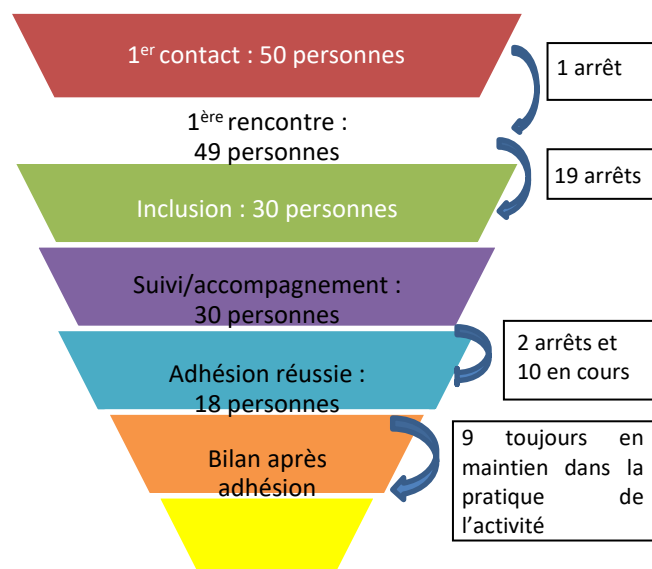 1er contact : 50 personnes
1 arrêt
1ère rencontre :
49 personnes
19 arrêts
Inclusion : 30 personnes
Suivi/accompagnement :
30 personnes
2 arrêts et
10 en cours
Adhésion réussie :
18 personnes
9 toujours en
maintien dans la
pratique de
l’activité
Bilan après
adhésion